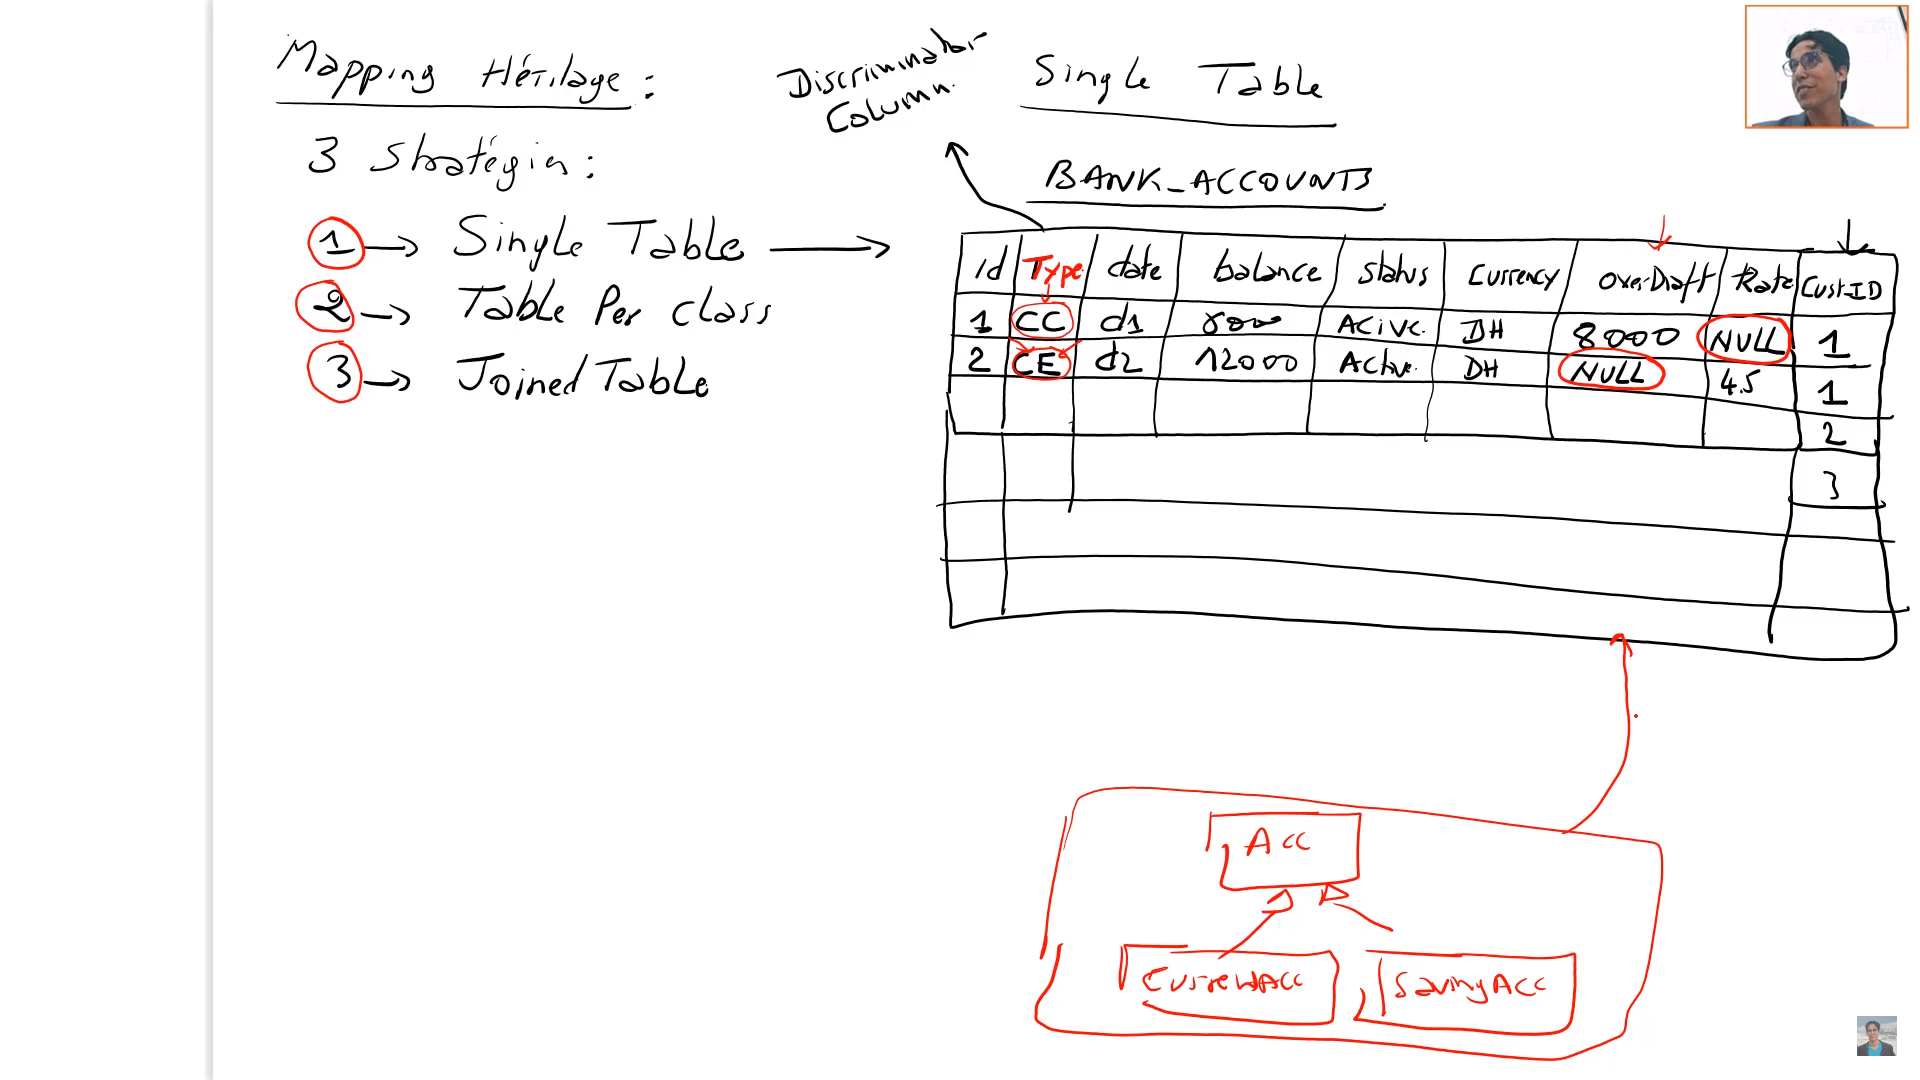 Mapping Héritage :
3 Stratégies :
1 → Single Table →
2 → Table Per class
3 → Joined Table
Discriminator
Column
Single Table
BANK_ACCOUNTS
Id Type date balance status Currency overDraft Rate Cust-ID
1 CC d1 8000 Acive. DH 8000 NULL 1
2 CE d2 12000 Active. DH NULL 4.5 1
2
3
Acc
CurrentAcc SavingAcc